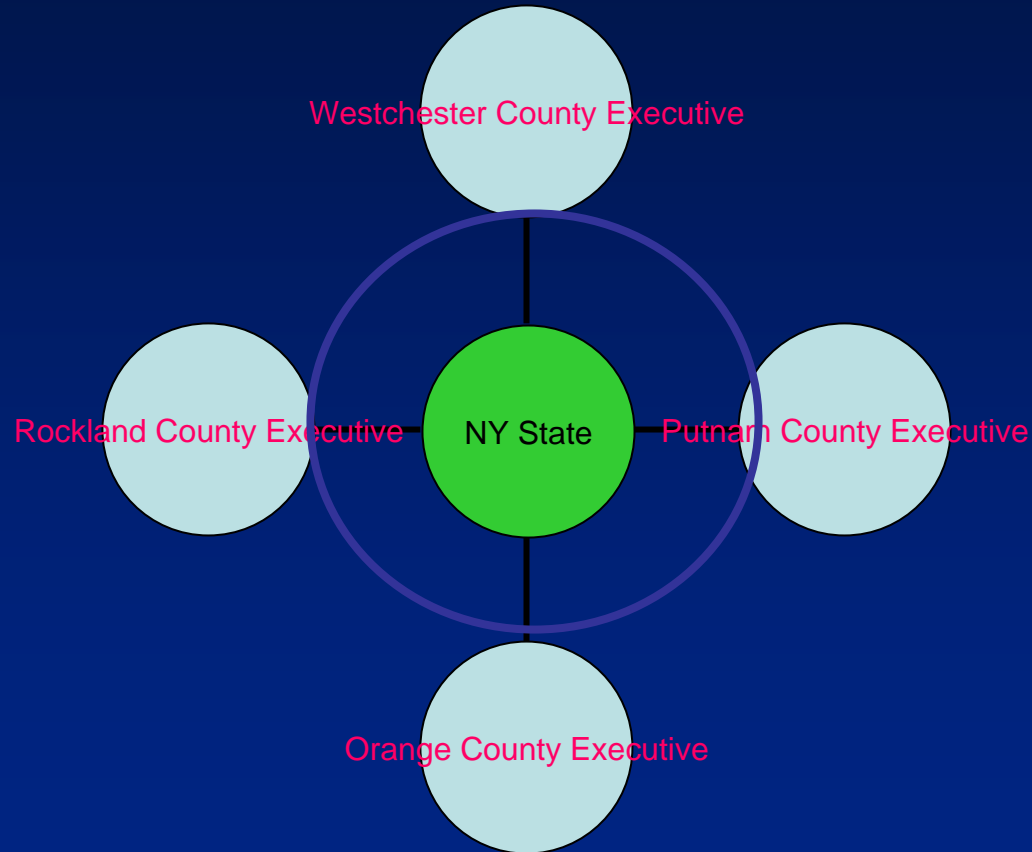 Westchester County Executive
Rockland County Executive
NY State
Putnam County Executive
Orange County Executive